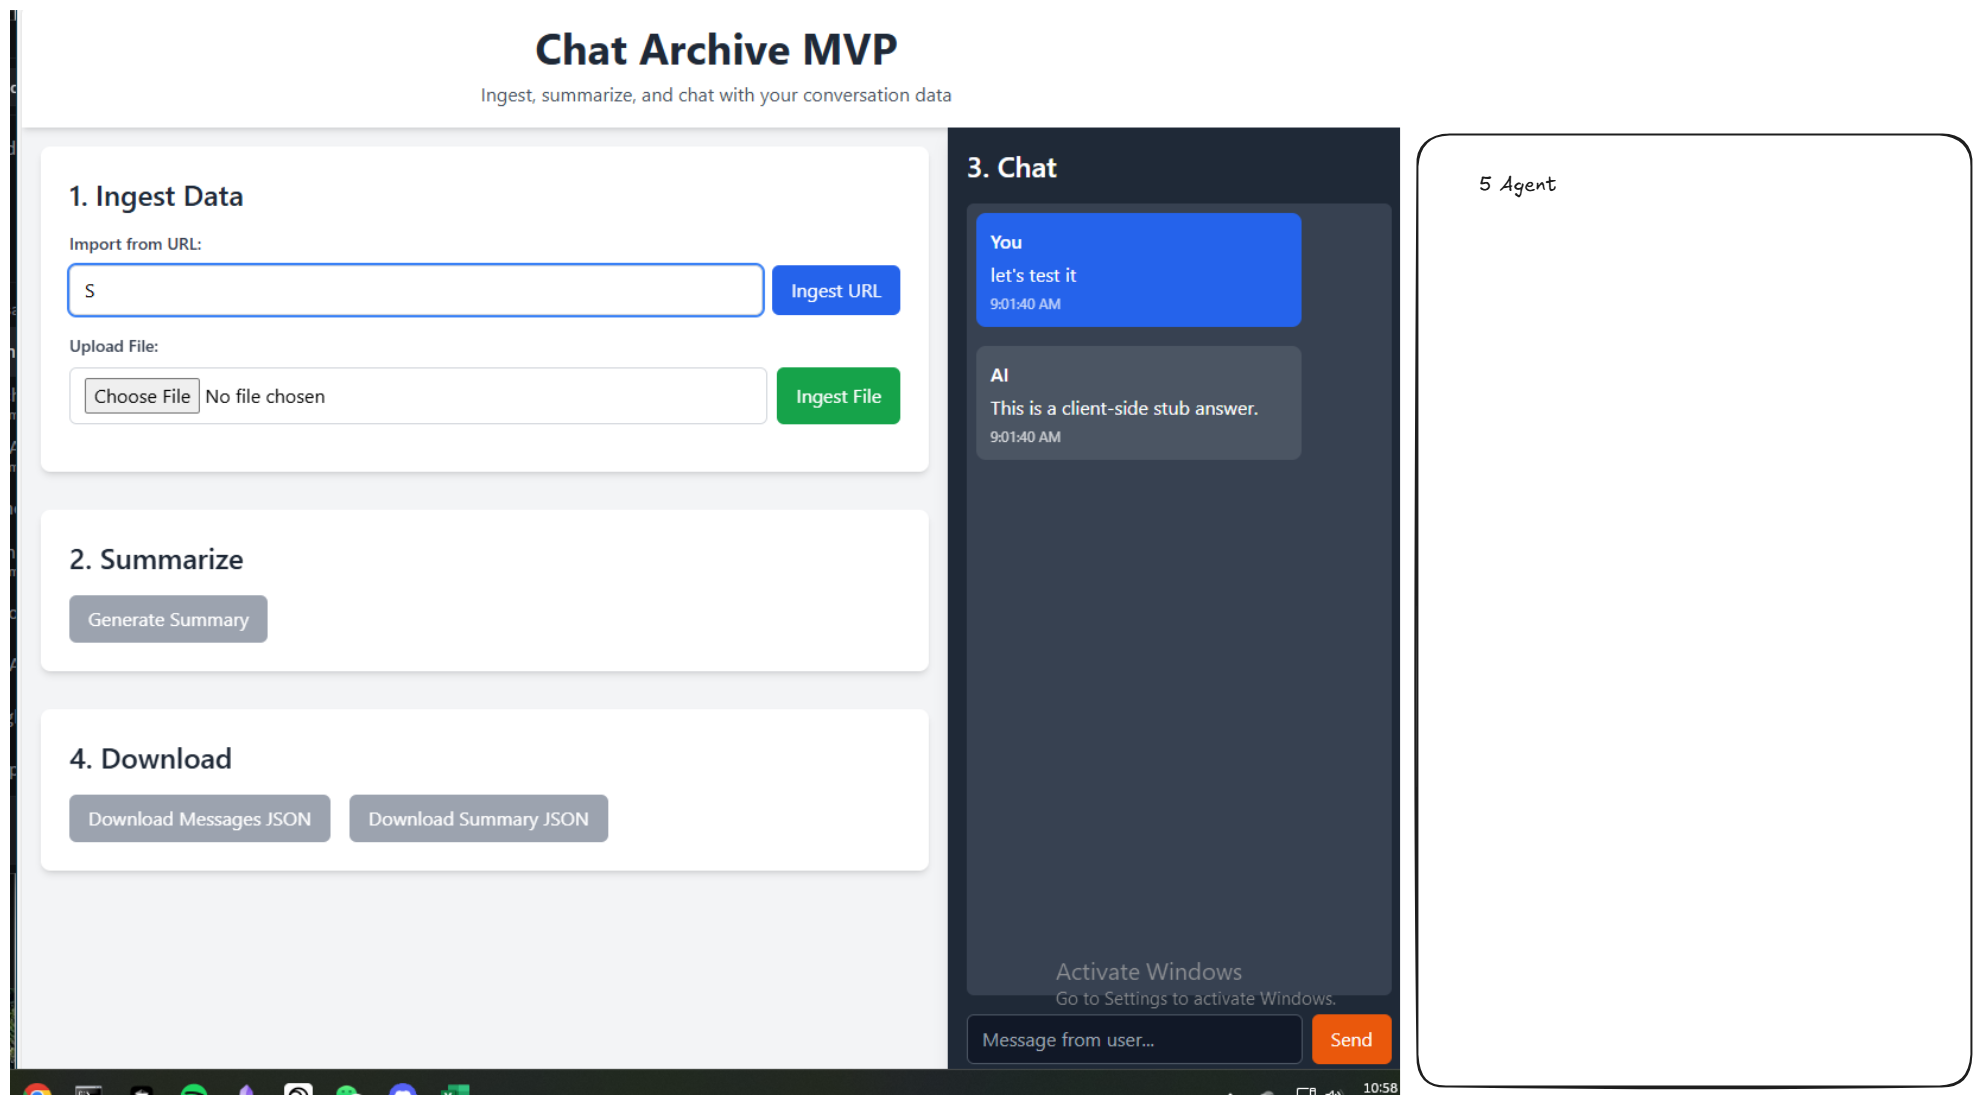 Chat Archive MVP
Ingest, summarize, and chat with your conversation data
1. Ingest Data
Import from URL:
S
Ingest URL
Upload File:
Choose File No file chosen
Ingest File
2. Summarize
Generate Summary
4. Download
Download Messages JSON
Download Summary JSON
3. Chat
You
let's test it
9:01:40 AM
AI
This is a client-side stub answer.
9:01:40 AM
Activate Windows
Go to Settings to activate Windows.
Message from user...
Send
10:58
5 Agent